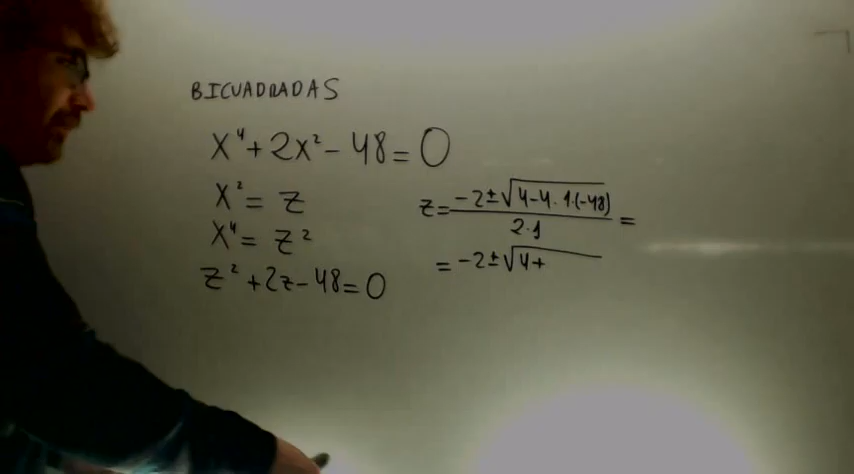 BICUADRADAS
x⁴+2x²-48=0
x²=z
x⁴=z²
z²+2z-48=0
z=(-2±√(4-4·1·(-48)))/(2·1)=
=-2±√(4+